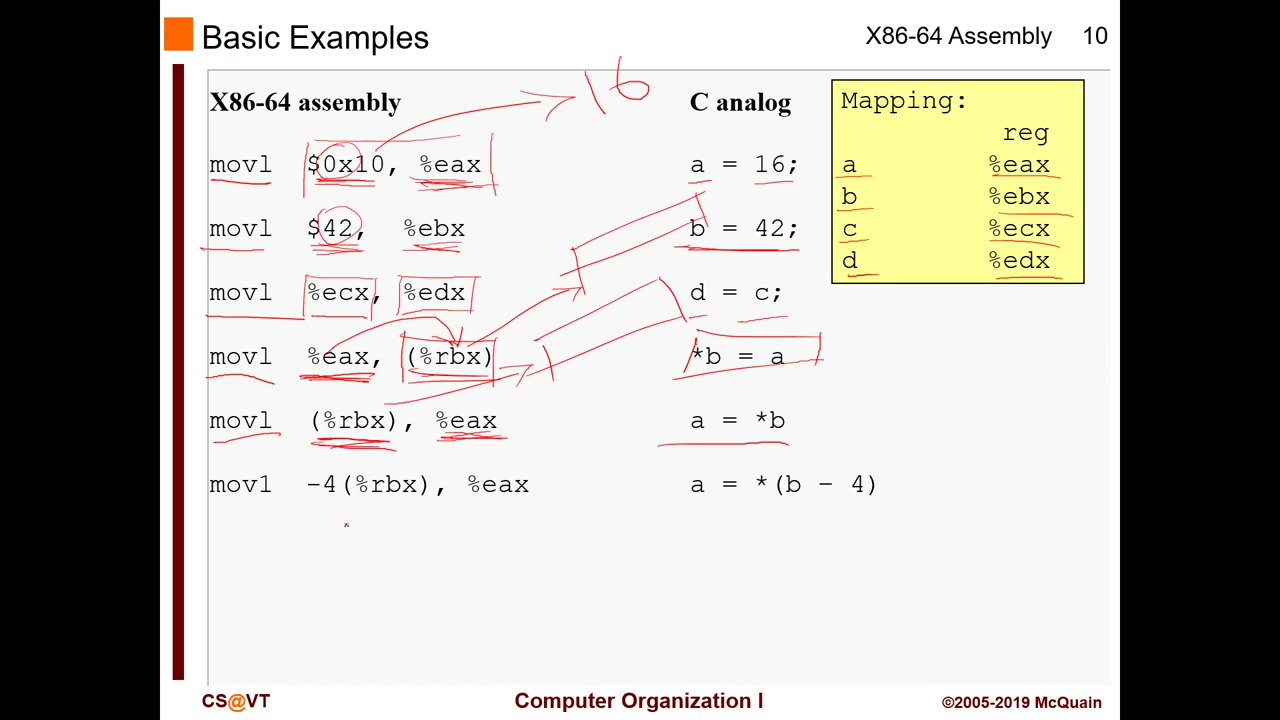 Basic Examples
X86-64 Assembly 10
16
X86-64 assembly
C analog
Mapping:
reg
movl $0x10, %eax
a = 16;
a %eax
b %ebx
movl $42, %ebx
b = 42;
c %ecx
d %edx
movl %ecx, %edx
d = c;
movl %eax, (%rbx)
*b = a
movl (%rbx), %eax
a = *b
mov1 -4(%rbx), %eax
a = *(b - 4)
CS@VT
Computer Organization I
©2005-2019 McQuain